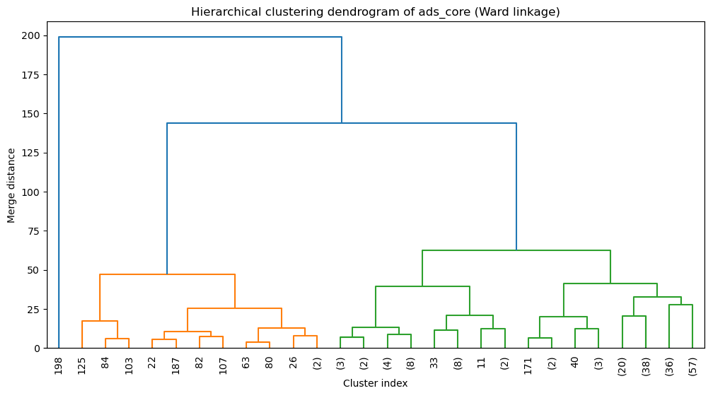 Hierarchical clustering dendrogram of ads_core (Ward linkage)
200
175
150
125
100
75
50
25
0
Merge distance
198 125 84 103 22 187 82 107 63 80 26 (2) (3) (2) (4) (8) 33 (8) 11 (2) 171 (2) 40 (3) (20) (38) (36) (57)
Cluster index